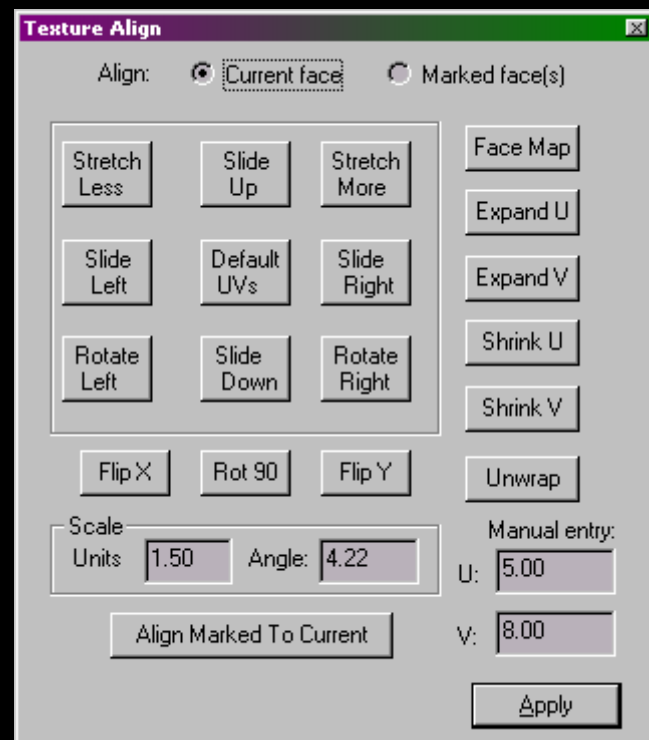 Texture Align
Align: Current face Marked face(s)
Stretch Less
Slide Up
Stretch More
Face Map
Expand U
Slide Left
Default UVs
Slide Right
Expand V
Rotate Left
Slide Down
Rotate Right
Shrink U
Shrink V
Flip X Rot 90 Flip Y Unwrap
Scale
Units 1.50 Angle: 4.22
Manual entry:
U: 5.00
Align Marked To Current
V: 8.00
Apply